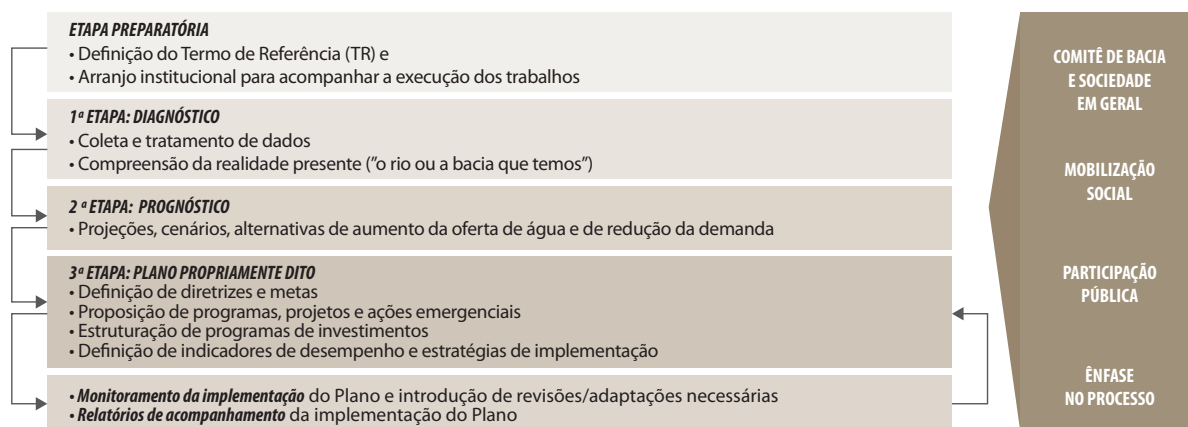 ETAPA PREPARATÓRIA
• Definição do Termo de Referência (TR) e
• Arranjo institucional para acompanhar a execução dos trabalhos
1ª ETAPA: DIAGNÓSTICO
• Coleta e tratamento de dados
• Compreensão da realidade presente ("o rio ou a bacia que temos")
2 ª ETAPA: PROGNÓSTICO
• Projeções, cenários, alternativas de aumento da oferta de água e de redução da demanda
3ª ETAPA: PLANO PROPRIAMENTE DITO
• Definição de diretrizes e metas
• Proposição de programas, projetos e ações emergenciais
• Estruturação de programas de investimentos
• Definição de indicadores de desempenho e estratégias de implementação
• Monitoramento da implementação do Plano e introdução de revisões/adaptações necessárias
• Relatórios de acompanhamento da implementação do Plano
COMITÊ DE BACIA
E SOCIEDADE
EM GERAL
MOBILIZAÇÃO
SOCIAL
PARTICIPAÇÃO
PÚBLICA
ÊNFASE
NO PROCESSO